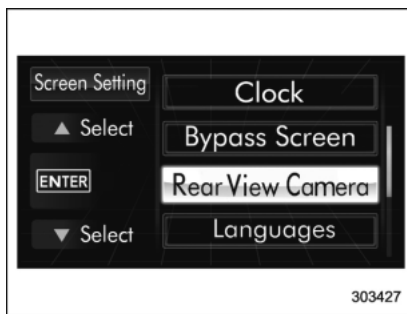 Screen Setting
▲ Select
ENTER
▼ Select
Clock
Bypass Screen
Rear View Camera
Languages
303427